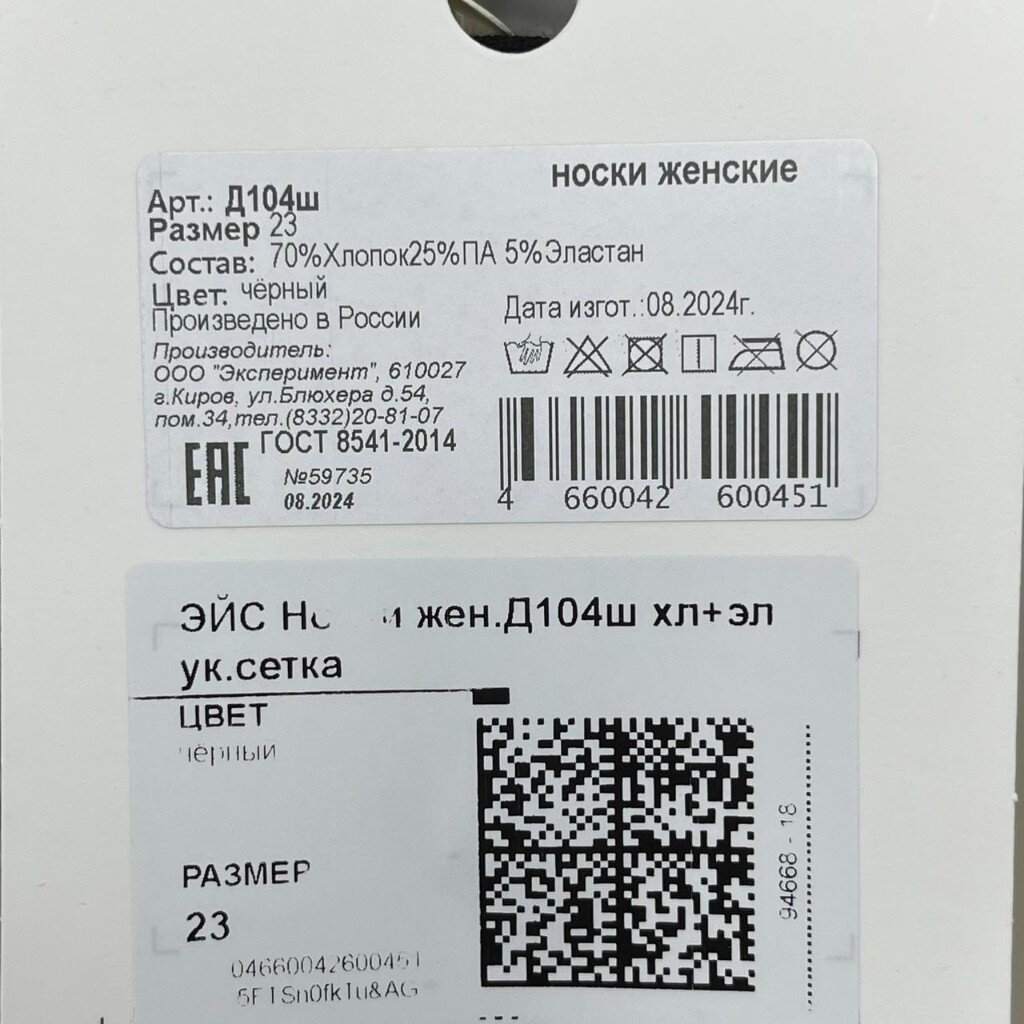 носки женские
Арт.: Д104ш
Размер 23
Состав: 70%Хлопок25%ПА 5%Эластан
Цвет: чёрный
Произведено в России
Дата изгот.:08.2024г.
Производитель:
ООО "Эксперимент", 610027
г.Киров, ул.Блюхера д.54,
пом.34,тел.(8332)20-81-07
ЕАС ГОСТ 8541-2014
№59735
08.2024
4 660042 600451
ЭЙС жен.Д104ш хл+эл
ук.сетка
ЦВЕТ
чёрный
94668 - 18
РАЗМЕР
23
04660042600451